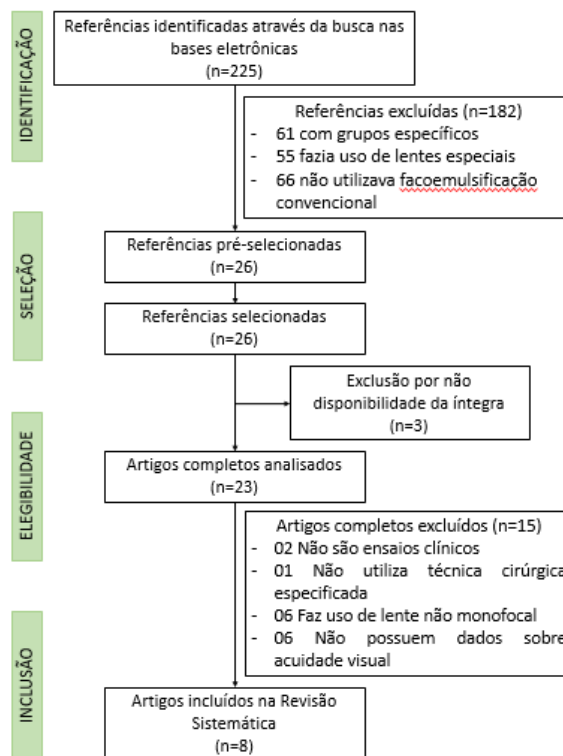 IDENTIFICAÇÃO
Referências identificadas através da busca nas
bases eletrônicas
(n=225)
Referências excluídas (n=182)
- 61 com grupos específicos
- 55 fazia uso de lentes especiais
- 66 não utilizava facoemulsificação
convencional
SELEÇÃO
Referências pré-selecionadas
(n=26)
Referências selecionadas
(n=26)
Exclusão por não
disponibilidade da íntegra
(n=3)
ELEGIBILIDADE
Artigos completos analisados
(n=23)
Artigos completos excluídos (n=15)
- 02 Não são ensaios clínicos
- 01 Não utiliza técnica cirúrgica
especificada
- 06 Faz uso de lente não monofocal
- 06 Não possuem dados sobre
acuidade visual
INCLUSÃO
Artigos incluídos na Revisão
Sistemática
(n=8)